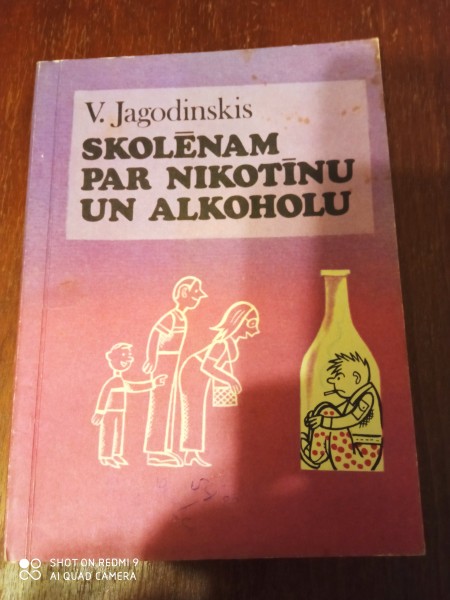 V. Jagodinskis
SKOLĒNAM
PAR NIKOTĪNU
UN ALKOHOLU
SHOT ON REDMI 9
AI QUAD CAMERA